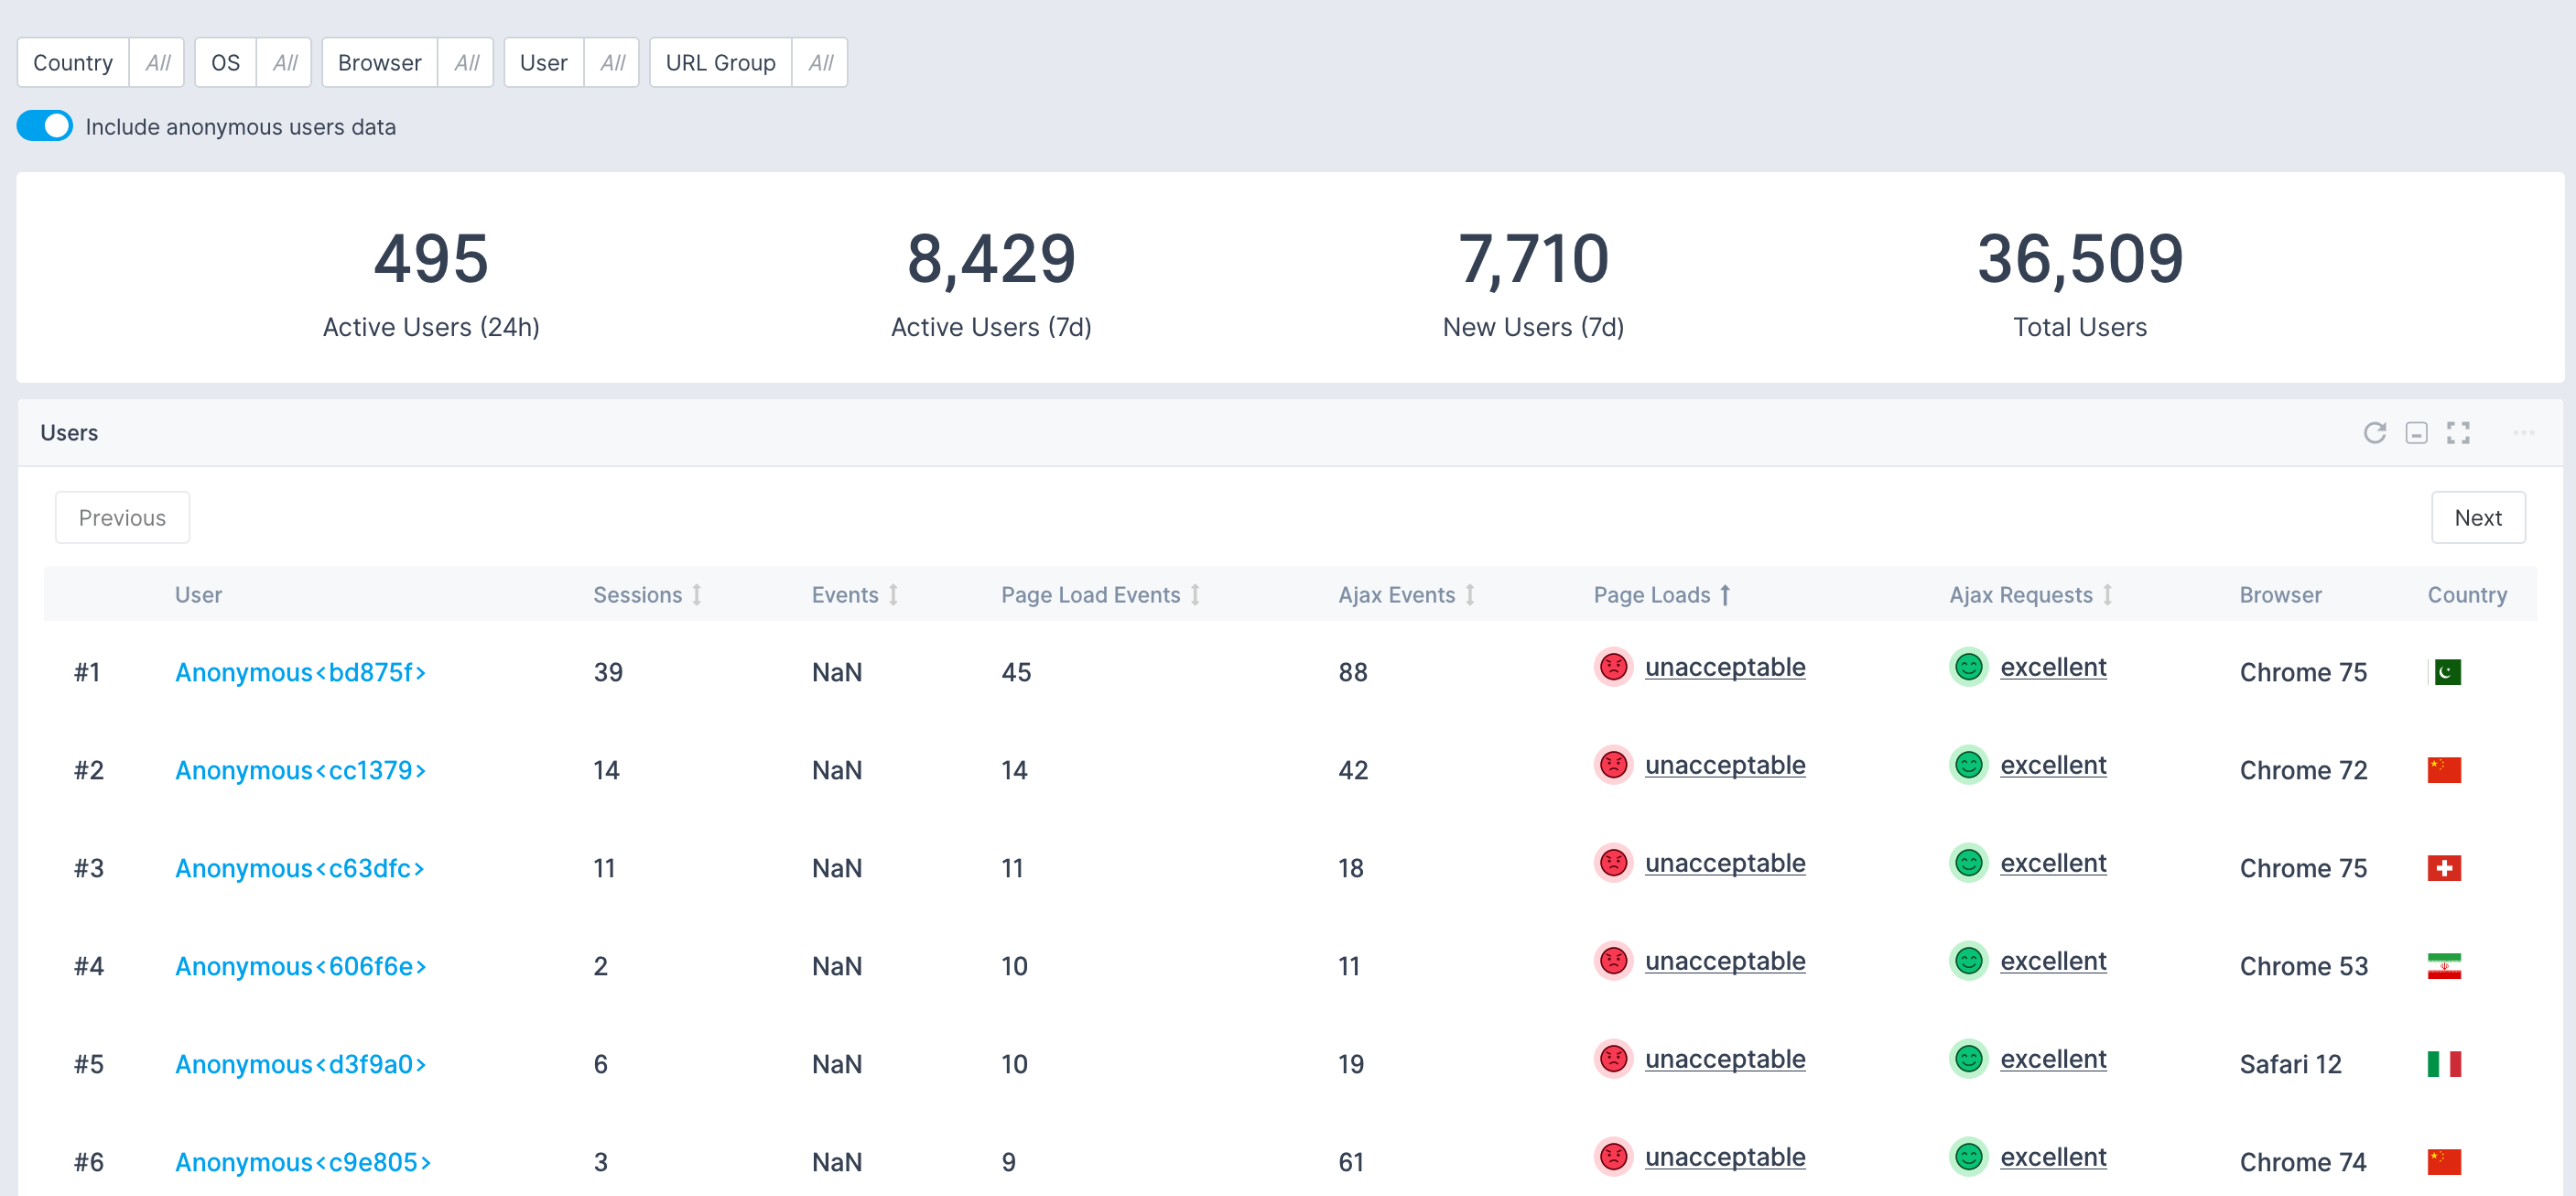 Country All OS All Browser All User All URL Group All
Include anonymous users data
495 8,429 7,710 36,509
Active Users (24h) Active Users (7d) New Users (7d) Total Users
Users
Previous Next
User Sessions Events Page Load Events Ajax Events Page Loads Ajax Requests Browser Country
#1 Anonymous<bd875f> 39 NaN 45 88 unacceptable excellent Chrome 75
#2 Anonymous<cc1379> 14 NaN 14 42 unacceptable excellent Chrome 72
#3 Anonymous<c63dfc> 11 NaN 11 18 unacceptable excellent Chrome 75
#4 Anonymous<606f6e> 2 NaN 10 11 unacceptable excellent Chrome 53
#5 Anonymous<d3f9a0> 6 NaN 10 19 unacceptable excellent Safari 12
#6 Anonymous<c9e805> 3 NaN 9 61 unacceptable excellent Chrome 74